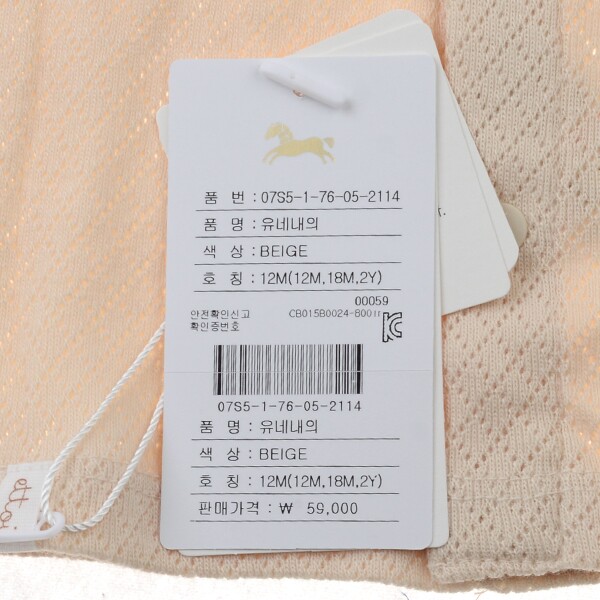 품 번 : 07S5-1-76-05-2114
품 명 : 유네내의
색 상 : BEIGE
호 칭 : 12M(12M,18M,2Y)
00059
안전확인신고
확인증번호
CB015B0024-8001
07S5-1-76-05-2114
품 명 : 유네내의
색 상 : BEIGE
호 칭 : 12M(12M,18M,2Y)
판매가격 : ₩ 59,000
ettoi